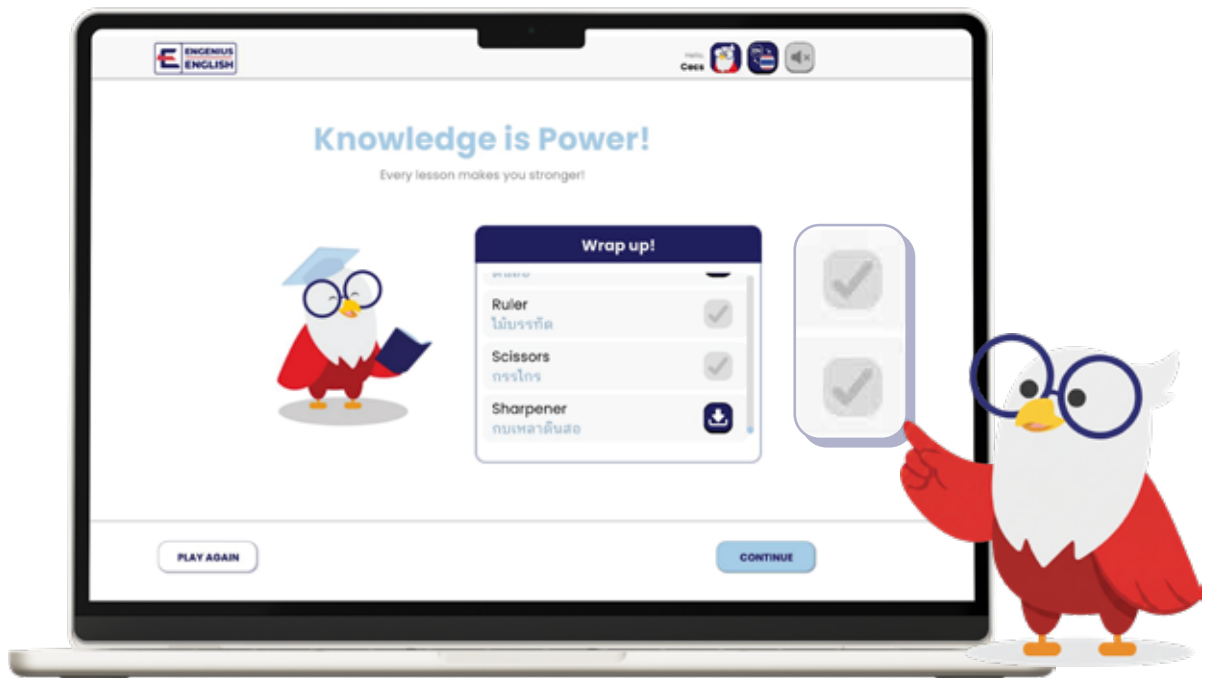 ENGENIUS
ENGLISH
Hello,
Cecs
Knowledge is Power!
Every lesson makes you stronger!
Wrap up!
Ruler
ไม้บรรทัด
Scissors
กรรไกร
Sharpener
กบเหลาดินสอ
PLAY AGAIN
CONTINUE